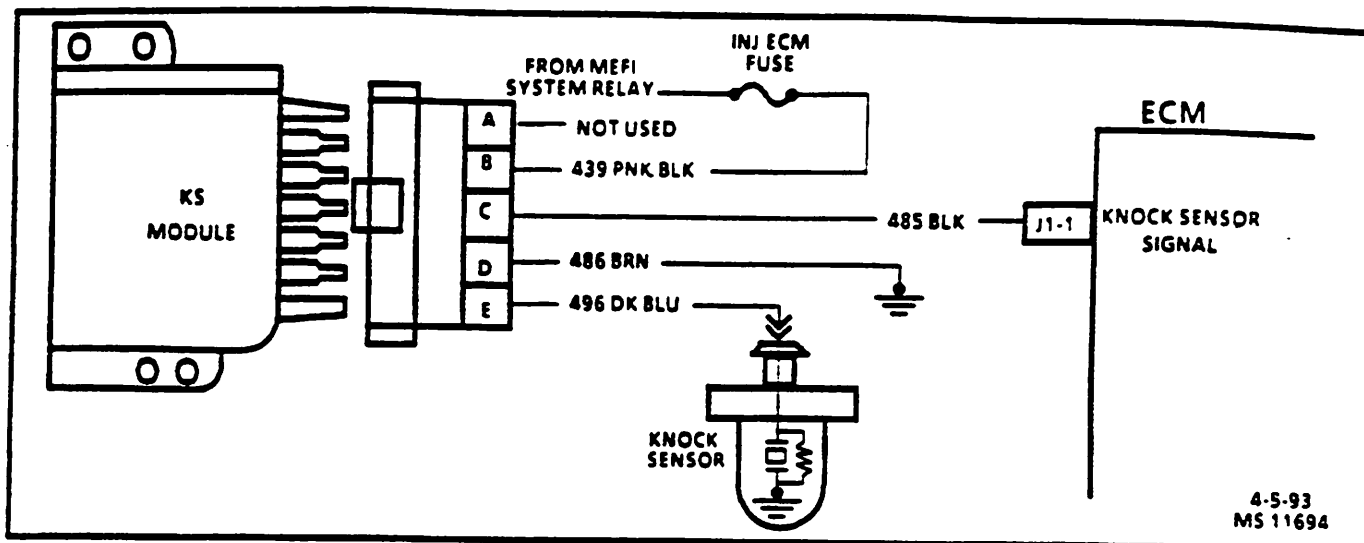 INJ ECM
FUSE
FROM MEFI
SYSTEM RELAY
ECM
A
NOT USED
B
439 PNK BLK
KS
MODULE
C
485 BLK
J1-1
KNOCK SENSOR
SIGNAL
D
486 BRN
E
496 DK BLU
KNOCK
SENSOR
4-5-93
MS 11694